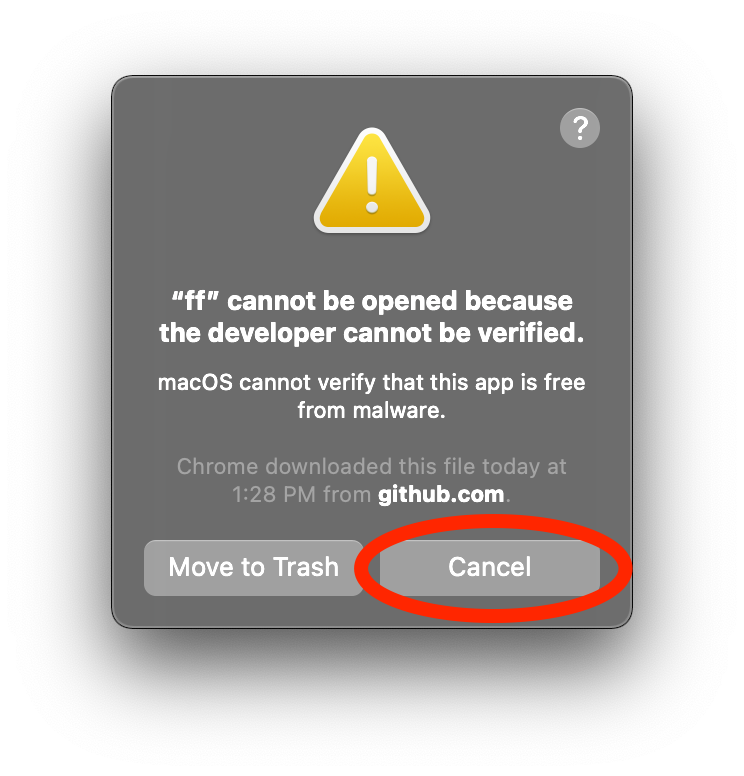 ?
“ff” cannot be opened because
the developer cannot be verified.
macOS cannot verify that this app is free
from malware.
Chrome downloaded this file today at
1:28 PM from github.com.
Move to Trash
Cancel